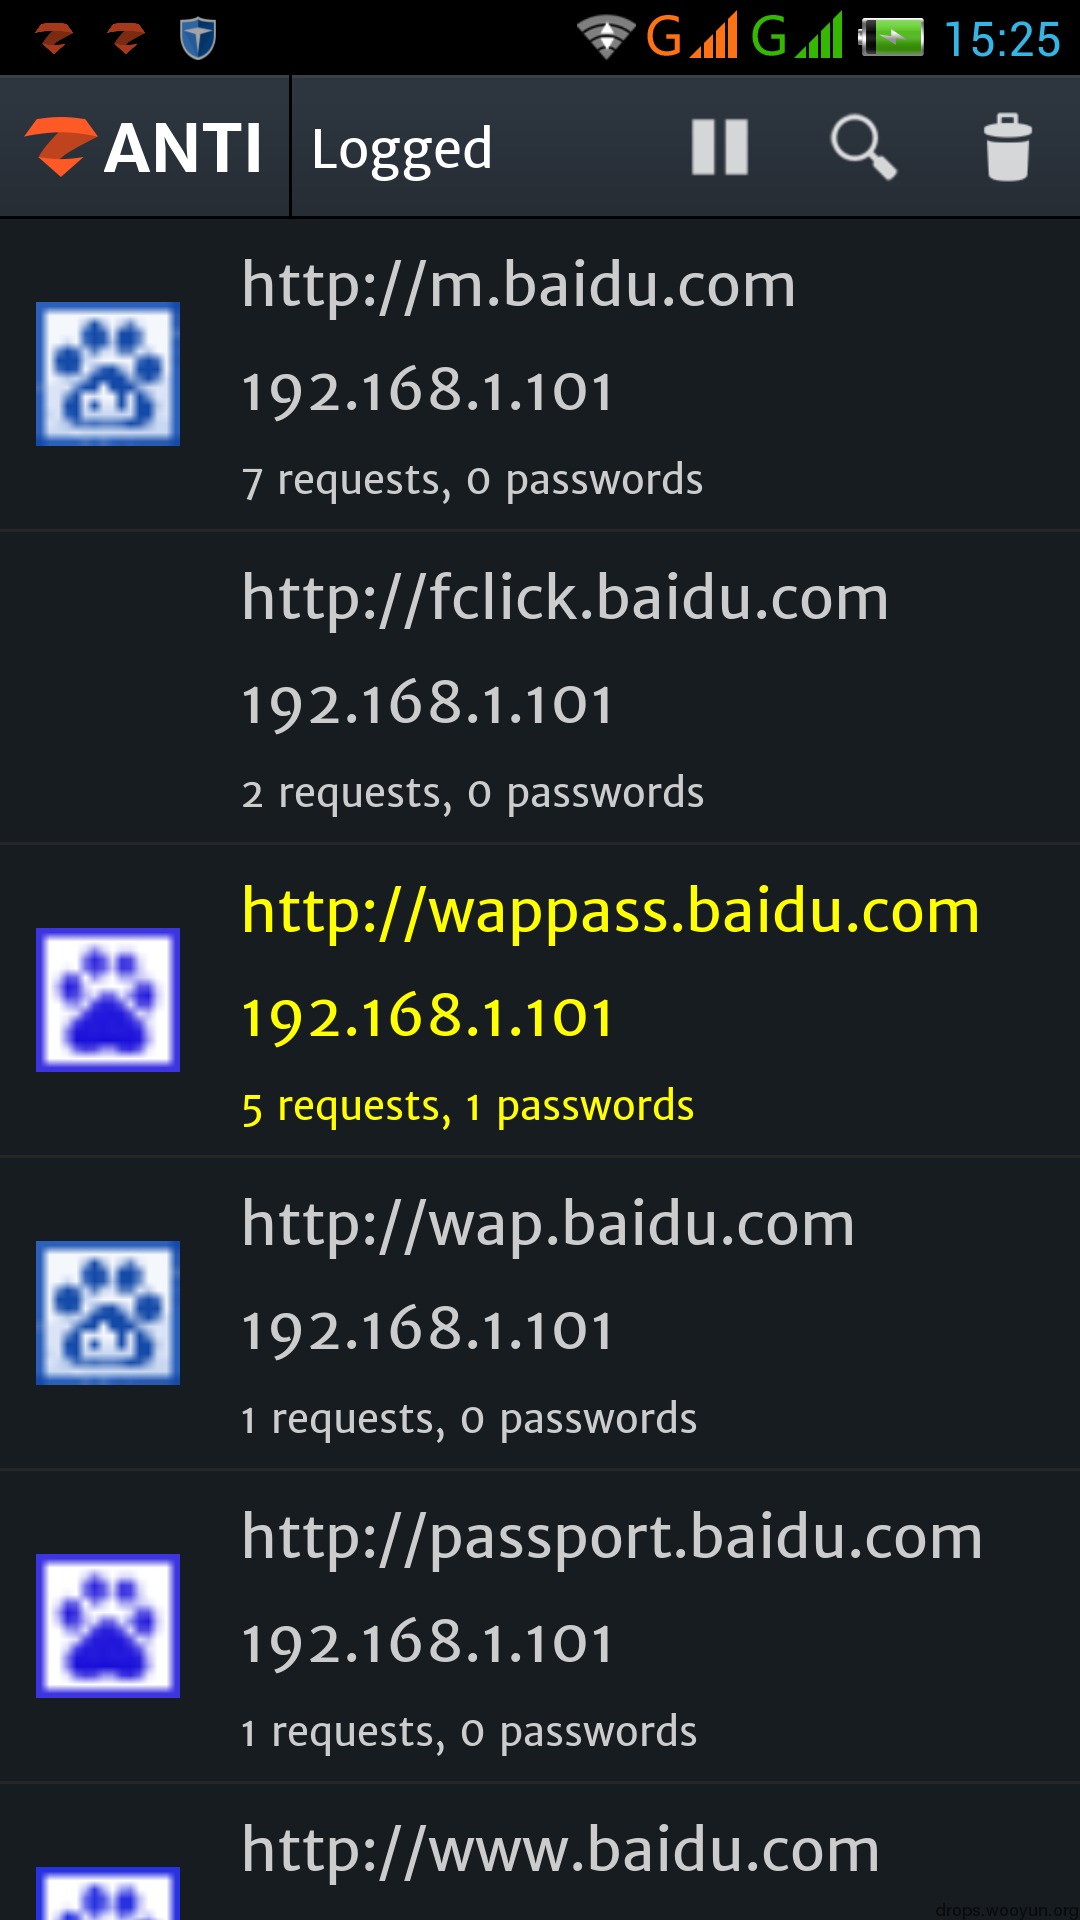 G G 15:25
ANTI Logged
http://m.baidu.com
192.168.1.101
7 requests, 0 passwords
http://fclick.baidu.com
192.168.1.101
2 requests, 0 passwords
http://wappass.baidu.com
192.168.1.101
5 requests, 1 passwords
http://wap.baidu.com
192.168.1.101
1 requests, 0 passwords
http://passport.baidu.com
192.168.1.101
1 requests, 0 passwords
http://www.baidu.com
drops.wooyun.org